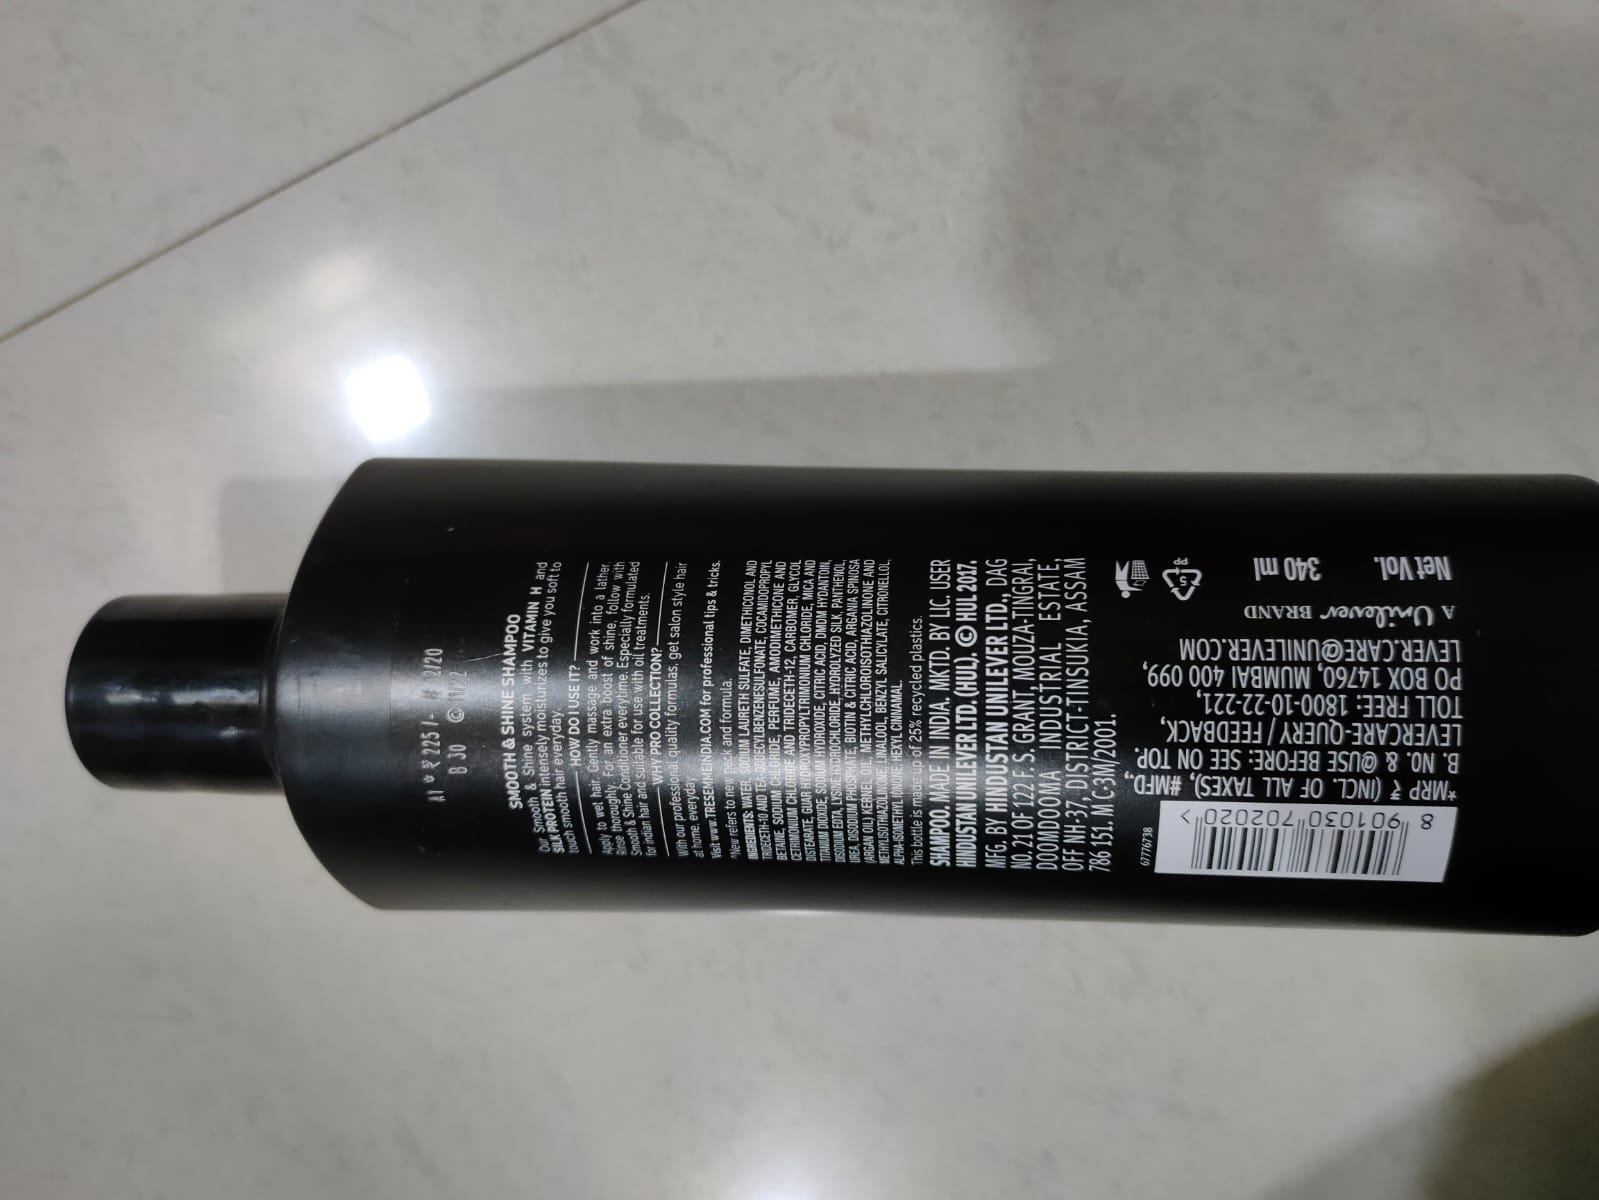 A1 * ₹ 225/- # 12/20
B 30 @ 11/22
SMOOTH & SHINE SHAMPOO
Our Smooth & Shine system with VITAMIN H and
SILK PROTEIN intensely moisturizes to give you soft to
touch smooth hair everyday.
HOW DO I USE IT?
Apply to wet hair. Gently massage and work into a lather.
Rinse thoroughly. For an extra boost of shine, follow with
Smooth & Shine Conditioner everytime. Especially formulated
for Indian hair and suitable for use with oil treatments.
WHY PRO COLLECTION?
With our professional quality formulas, get salon style hair
at home, everyday.
Visit www.TRESEMMEINDIA.COM for professional tips & tricks.
*New refers to new pack and formula.
INGREDIENTS: WATER, SODIUM LAURETH SULFATE, DIMETHICONOL AND
TRIDECETH-10 AND TEA-DODECYLBENZENESULFONATE, COCAMIDOPROPYL
BETAINE, SODIUM CHLORIDE, PERFUME, AMODIMETHICONE AND
CETRIMONIUM CHLORIDE AND TRIDECETH-12, CARBOMER, GLYCOL
DISTEARATE, GUAR HYDROXYPROPYLTRIMONIUM CHLORIDE, MICA AND
TITANIUM DIOXIDE, SODIUM HYDROXIDE, CITRIC ACID, DMDM HYDANTOIN,
DISODIUM EDTA, LYSINE HYDROCHLORIDE, HYDROLYZED SILK, PANTHENOL,
UREA, DISODIUM PHOSPHATE, BIOTIN & CITRIC ACID, ARGANIA SPINOSA
(ARGAN OIL) KERNEL OIL, METHYLCHLOROISOTHIAZOLINONE AND
METHYLISOTHIAZOLINONE, LINALOOL, BENZYL SALICYLATE, CITRONELLOL,
ALPHA-ISOMETHYL IONONE, HEXYL CINNAMAL.
This bottle is made up of 25% recycled plastics.
SHAMPOO. MADE IN INDIA. MKTD. BY LIC. USER
HINDUSTAN UNILEVER LTD. (HUL), © HUL 2017.
MFG. BY HINDUSTAN UNILEVER LTD., DAG
NO. 21 OF 122 F. S. GRANT, MOUZA-TINGRAI,
DOOMDOOMA INDUSTRIAL ESTATE,
OFF NH-37, DISTRICT-TINSUKIA, ASSAM
786 151. M.C-3M/2001.
67776738
8 901030 702020 >
*MRP ₹ (INCL. OF ALL TAXES), #MFD.,
B. NO. & @USE BEFORE: SEE ON TOP.
LEVERCARE-QUERY / FEEDBACK,
TOLL FREE: 1800-10-22-221,
PO BOX 14760, MUMBAI 400 099,
LEVER.CARE@UNILEVER.COM
A Unilever BRAND
Net Vol. 340 ml
5
PET